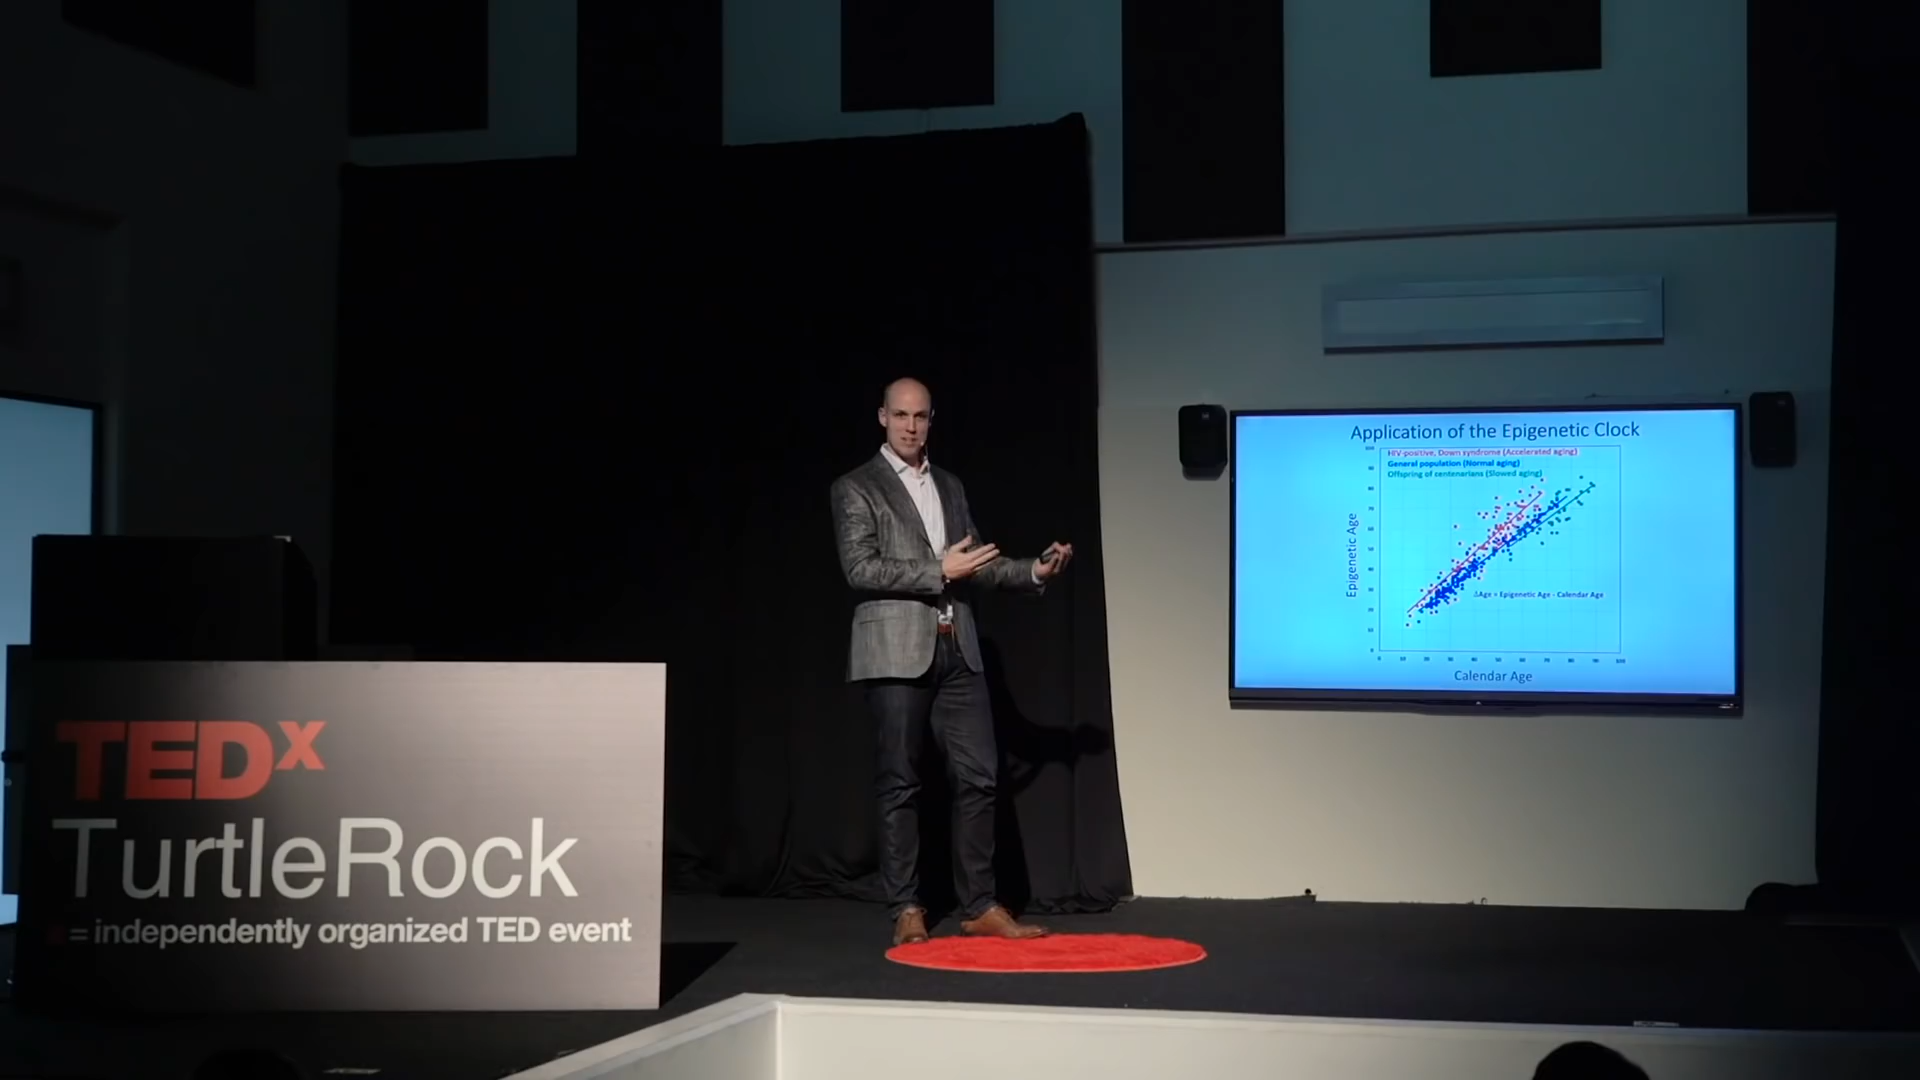 TEDx
TurtleRock
x = independently organized TED event
Application of the Epigenetic Clock
HIV-positive, Down syndrome (Accelerated aging)
General population (Normal aging)
Offspring of centenarians (Slowed aging)
Epigenetic Age
ΔAge = Epigenetic Age - Calendar Age
Calendar Age